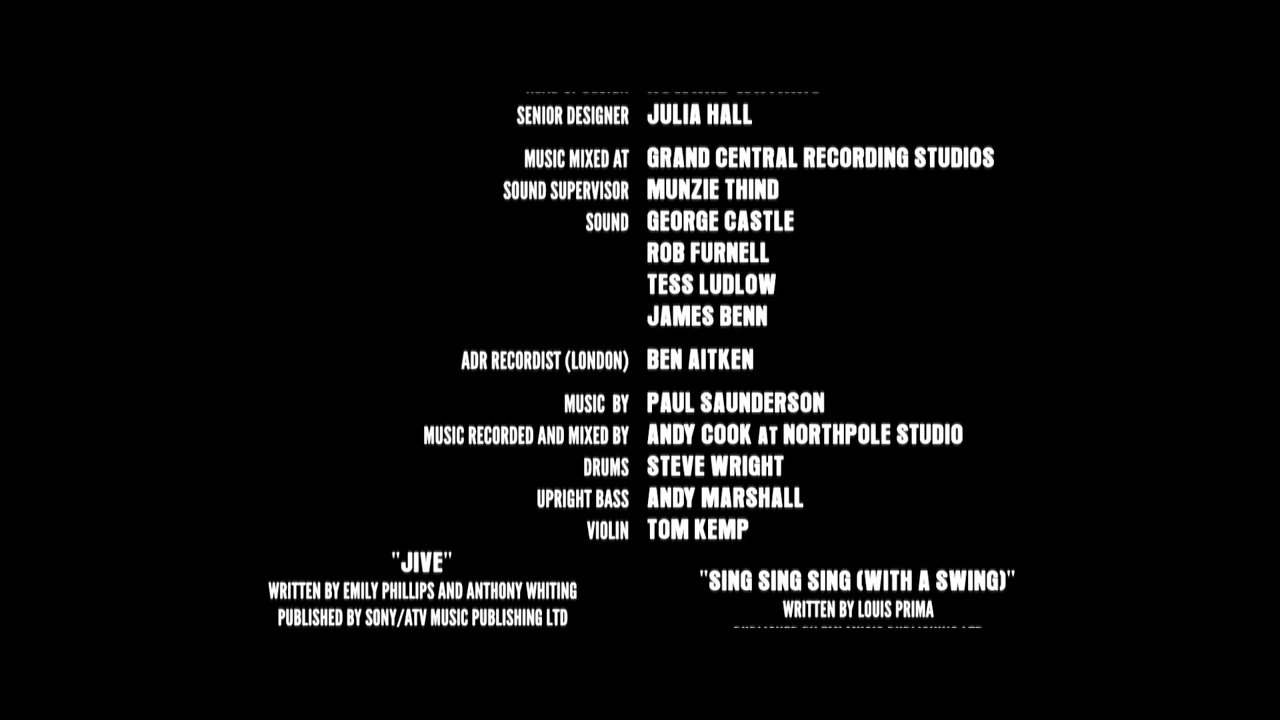 SENIOR DESIGNER JULIA HALL
MUSIC MIXED AT GRAND CENTRAL RECORDING STUDIOS
SOUND SUPERVISOR MUNZIE THIND
SOUND GEORGE CASTLE
ROB FURNELL
TESS LUDLOW
JAMES BENN
ADR RECORDIST (LONDON) BEN AITKEN
MUSIC BY PAUL SAUNDERSON
MUSIC RECORDED AND MIXED BY ANDY COOK AT NORTHPOLE STUDIO
DRUMS STEVE WRIGHT
UPRIGHT BASS ANDY MARSHALL
VIOLIN TOM KEMP
"JIVE"
WRITTEN BY EMILY PHILLIPS AND ANTHONY WHITING
PUBLISHED BY SONY/ATV MUSIC PUBLISHING LTD
"SING SING SING (WITH A SWING)"
WRITTEN BY LOUIS PRIMA